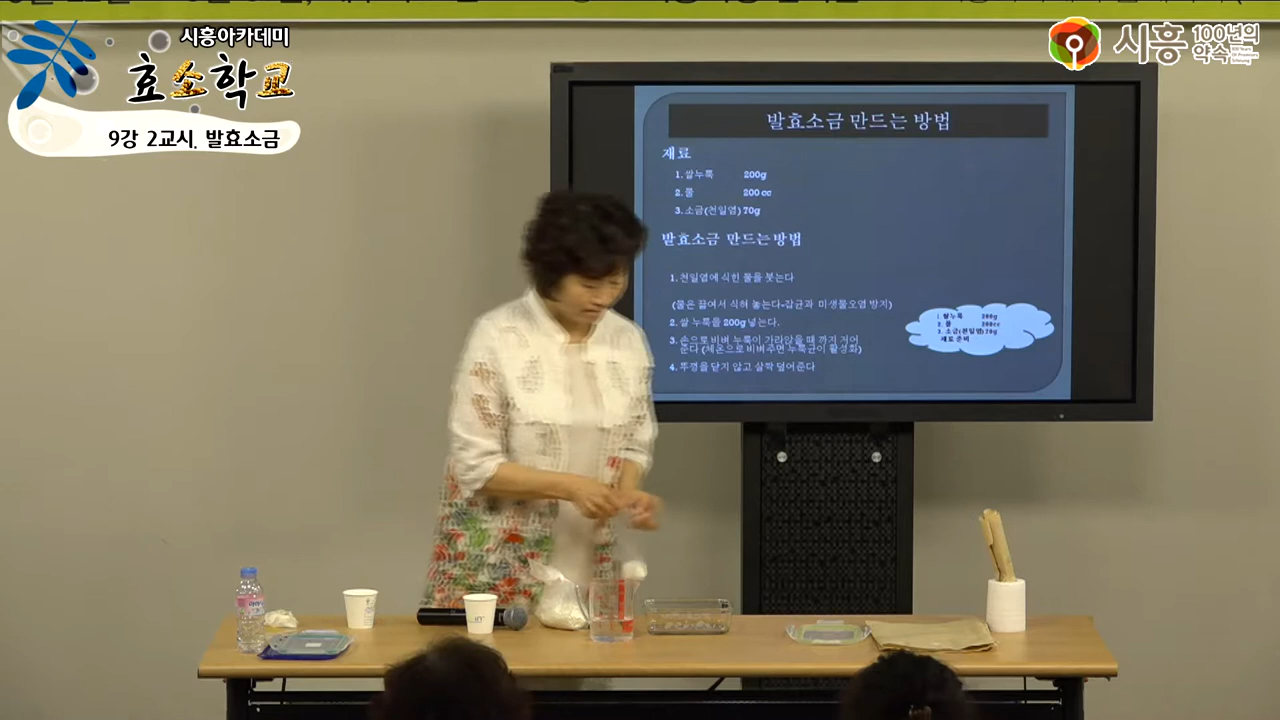 시흥아카데미
효소학교
9강 2교시. 발효소금
시흥 100년의 약속
발효소금 만드는 방법
재료
1. 쌀누룩 200g
2. 물 200 cc
3. 소금(천일염) 70g
발효소금 만드는방법
1. 천일염에 식힌 물을 붓는다
(물은 끓여서 식혀 놓는다-잡균과 미생물오염 방지)
2. 쌀 누룩을 200g넣는다.
3. 손으로 비벼 누룩이 가라앉을 때 까지 저어
준다 (체온으로 비벼주면 누룩균이 활성화)
4. 뚜껑을 닫지 않고 살짝 덮어준다
1. 쌀누룩 200g
2. 물 200cc
3. 소금(천일염) 70g
재료 준비